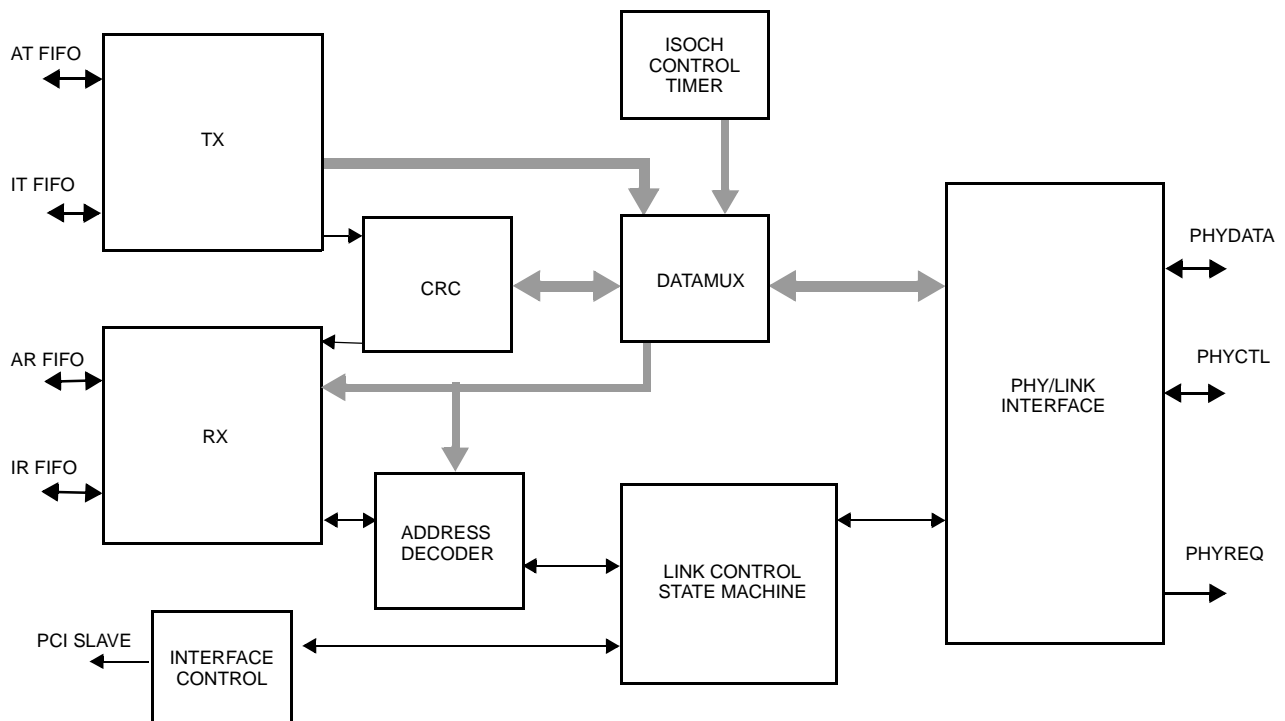 AT FIFO
TX
IT FIFO
ISOCH
CONTROL
TIMER
CRC
DATAMUX
PHYDATA
PHYCTL
PHY/LINK
INTERFACE
AR FIFO
RX
IR FIFO
ADDRESS
DECODER
LINK CONTROL
STATE MACHINE
PHYREQ
PCI SLAVE
INTERFACE
CONTROL